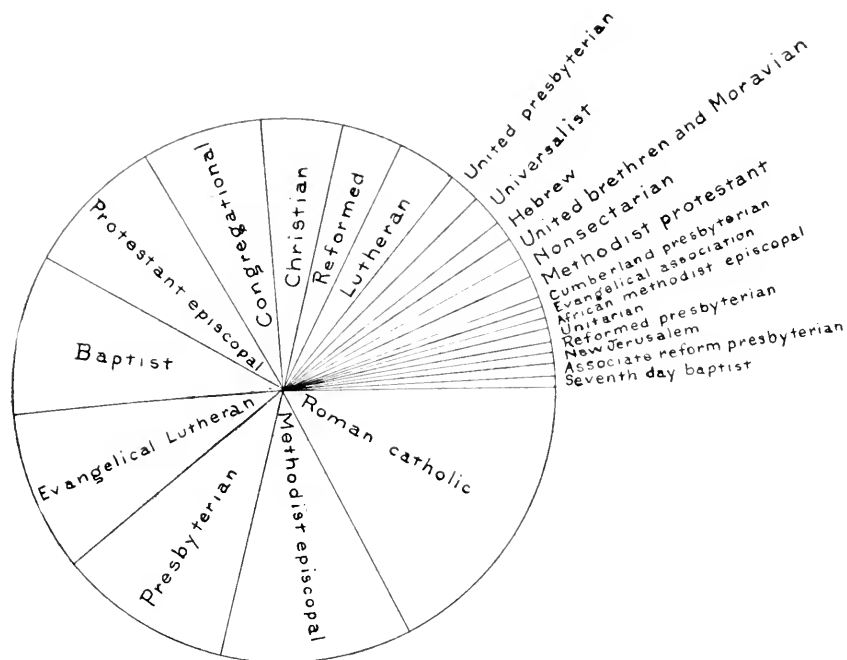 United presbyterian
Universalist
Hebrew
United brethren and Moravian
Nonsectarian
Methodist protestant
Cumberland presbyterian
Evangelical association
African methodist episcopal
Unitarian
Reformed presbyterian
New Jerusalem
Associate reform presbyterian
Seventh day baptist
Roman catholic
Methodist episcopal
Presbyterian
Evangelical Lutheran
Baptist
Protestant episcopal
Congregational
Christian
Reformed
Lutheran